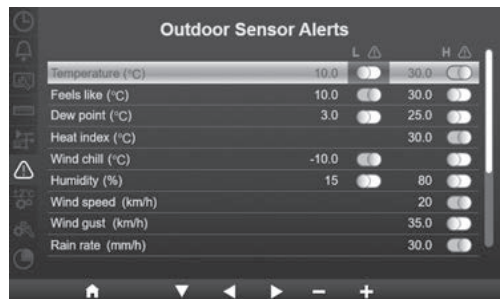 Outdoor Sensor Alerts
L H
Temperature (°C) 10.0 30.0
Feels like (°C) 10.0 30.0
Dew point (°C) 3.0 25.0
Heat index (°C) 30.0
Wind chill (°C) -10.0
Humidity (%) 15 80
Wind speed (km/h) 20
Wind gust (km/h) 35.0
Rain rate (mm/h) 30.0